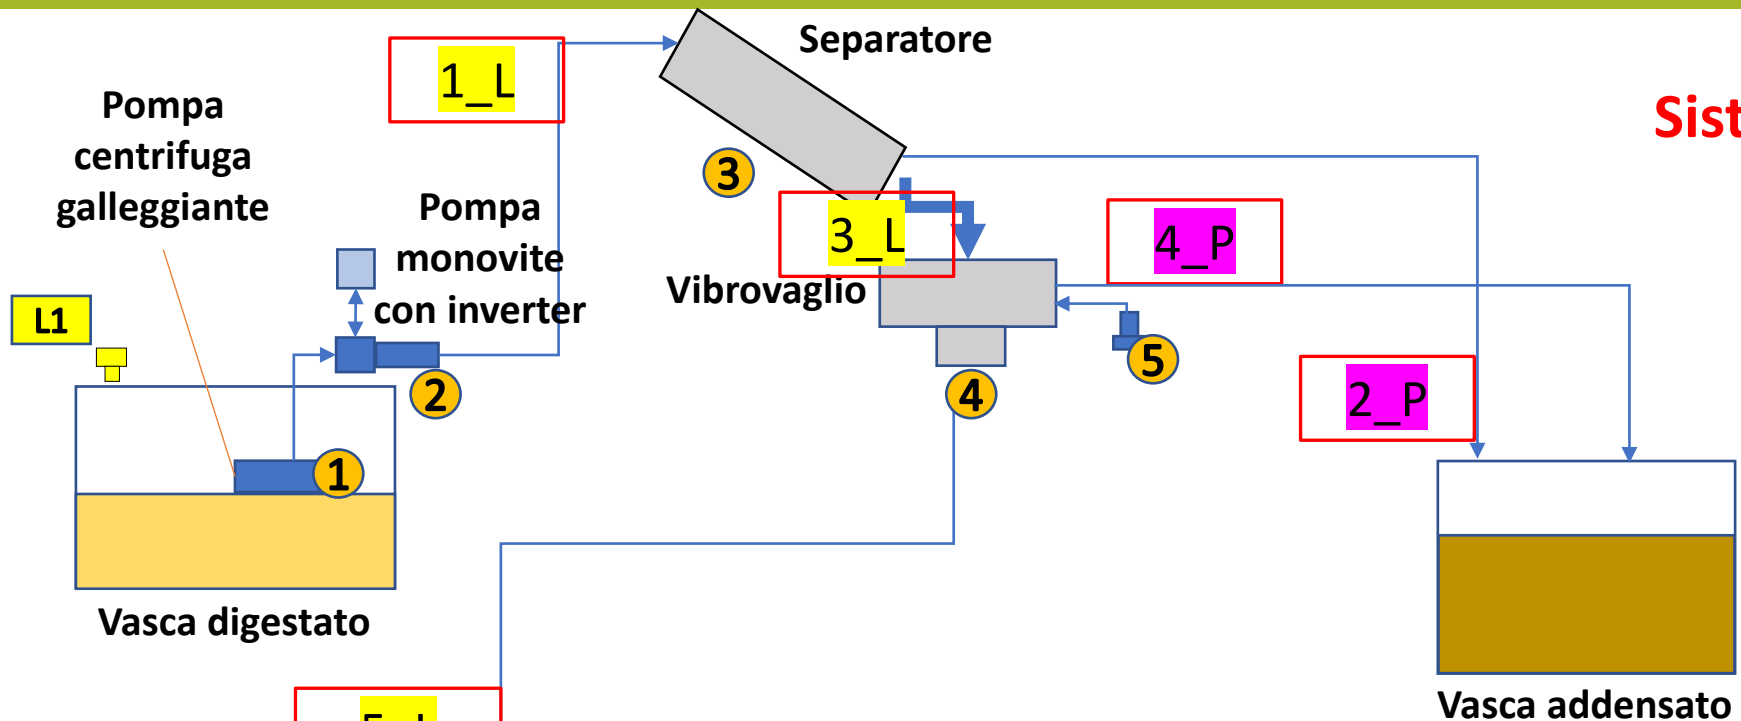 Separatore
Sist
1_L
Pompa
centrifuga
galleggiante
3
Pompa
monovite
con inverter
3_L
4_P
Vibrovaglio
L1
5
2
4
2_P
1
Vasca digestato
Vasca addensato